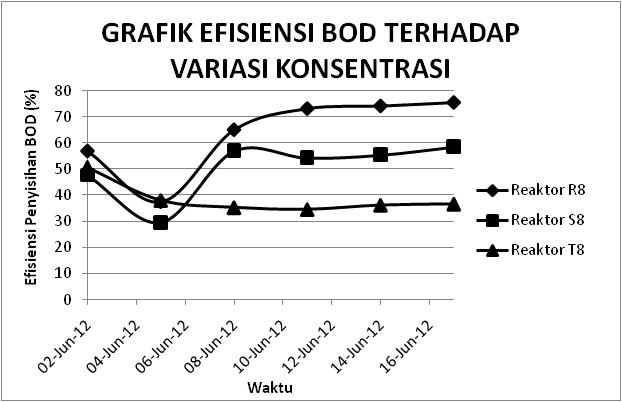 GRAFIK EFISIENSI BOD TERHADAP
VARIASI KONSENTRASI
Efisiensi Penyisihan BOD (%)
80
70
60
50
40
30
20
10
0
02-Jun-12
04-Jun-12
06-Jun-12
08-Jun-12
10-Jun-12
12-Jun-12
14-Jun-12
16-Jun-12
Waktu
Reaktor R8
Reaktor S8
Reaktor T8